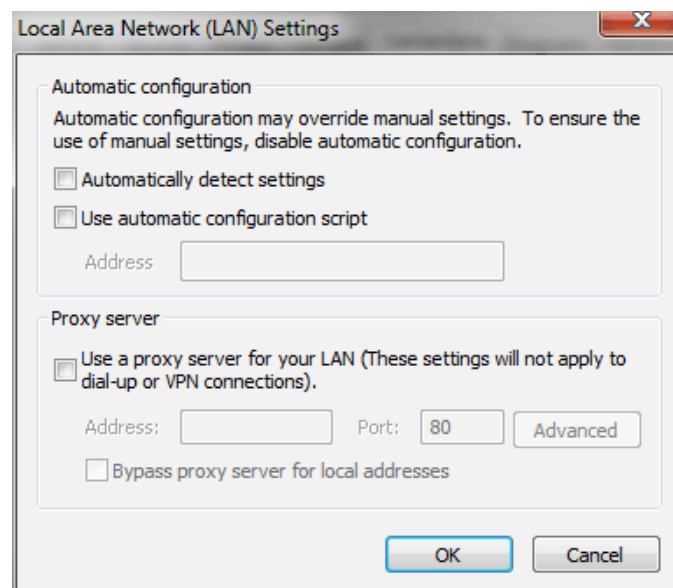 Local Area Network (LAN) Settings
Automatic configuration
Automatic configuration may override manual settings. To ensure the
use of manual settings, disable automatic configuration.
Automatically detect settings
Use automatic configuration script
Address
Proxy server
Use a proxy server for your LAN (These settings will not apply to
dial-up or VPN connections).
Address: Port: 80 Advanced
Bypass proxy server for local addresses
OK Cancel